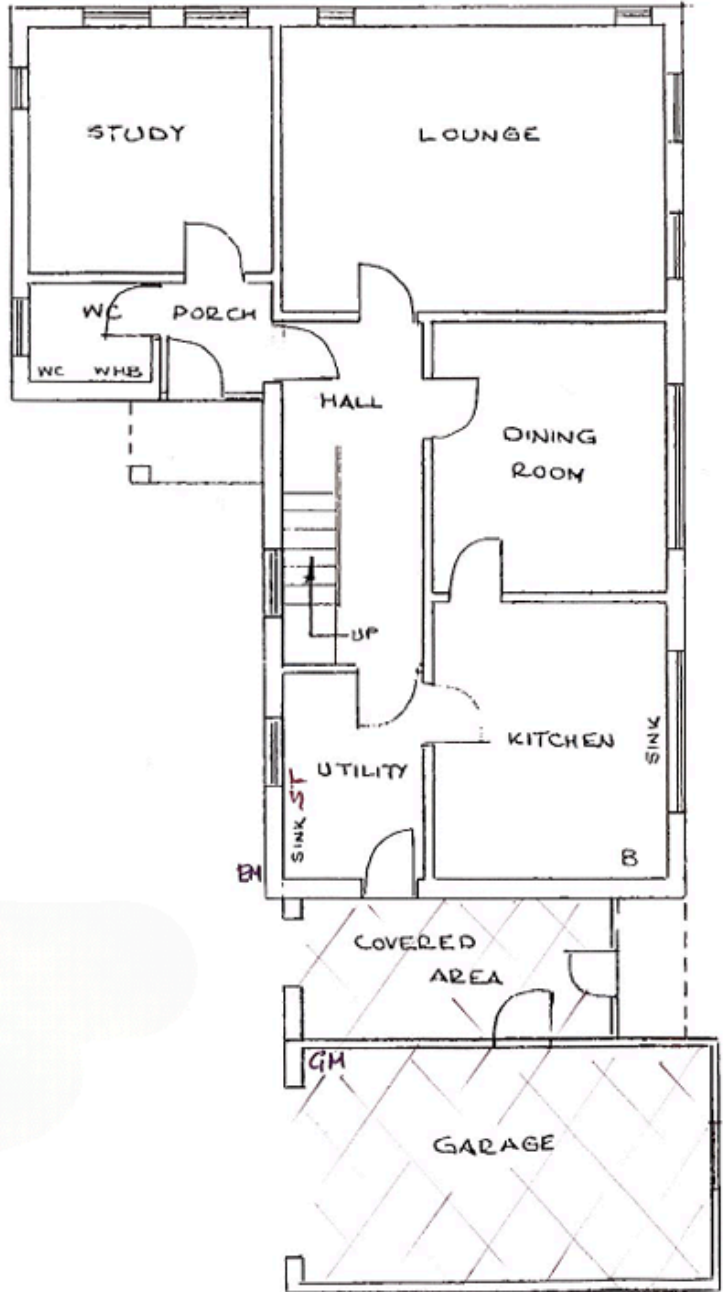 STUDY
LOUNGE
WC
PORCH
WC WHB
HALL
DINING
ROOM
UP
UTILITY
KITCHEN
SINK
SINK ST
B
EM
COVERED
AREA
GM
GARAGE